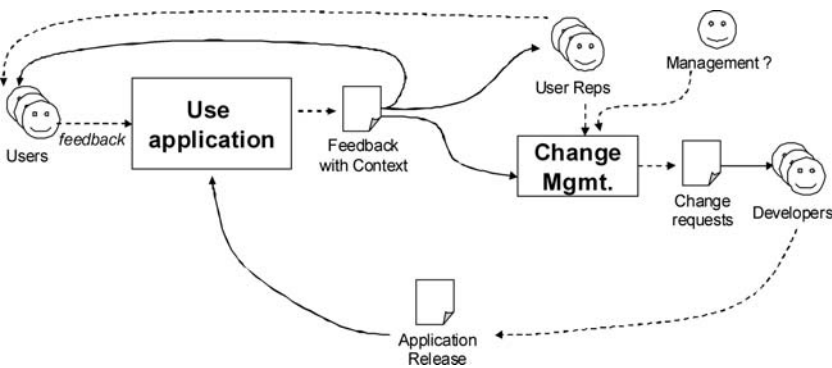 Users
feedback
Use
application
Feedback
with Context
User Reps
Management ?
Change
Mgmt.
Change
requests
Developers
Application
Release